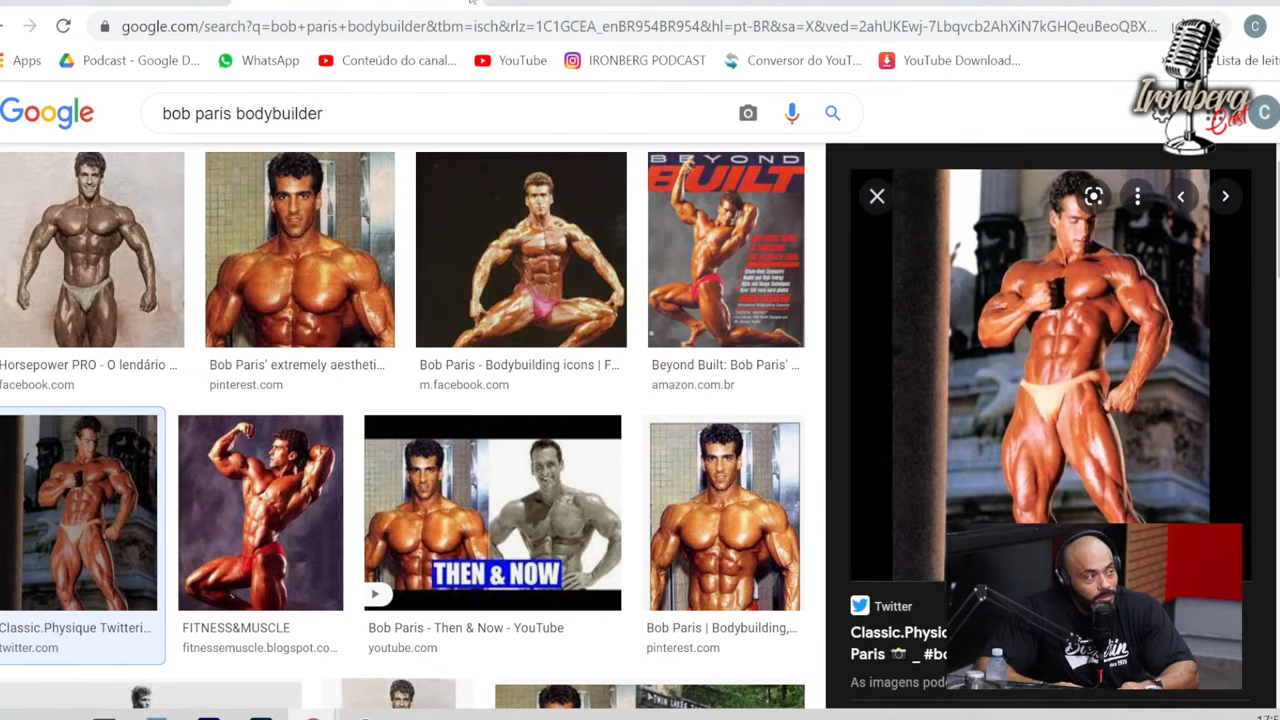 google.com/search?q=bob+paris+bodybuilder&tbm=isch&rlz=1C1GCEA_enBR954BR954&hl=pt-BR&sa=X&ved=2ahUKEwj-7Lbqvcb2AhXiN7kGHQeuBeoQBX...
C
Apps
Podcast - Google D...
WhatsApp
Conteúdo do canal...
YouTube
IRONBERG PODCAST
Conversor do YouT...
YouTube Download...
»
Lista de leit
Ironberg
Cast
Google
bob paris bodybuilder
C
BEYOND
BUILT
Horsepower PRO - O lendário ...
facebook.com
Bob Paris' extremely aestheti...
pinterest.com
Bob Paris - Bodybuilding icons | F...
m.facebook.com
Beyond Built: Bob Paris' ...
amazon.com.br
THEN & NOW
Classic.Physique Twitteri...
twitter.com
FITNESS&MUSCLE
fitnessemuscle.blogspot.co...
Bob Paris - Then & Now - YouTube
youtube.com
Bob Paris | Bodybuilding,...
pinterest.com
Twitter
Classic.Physic
Paris 📸 _ #bo
As imagens pod